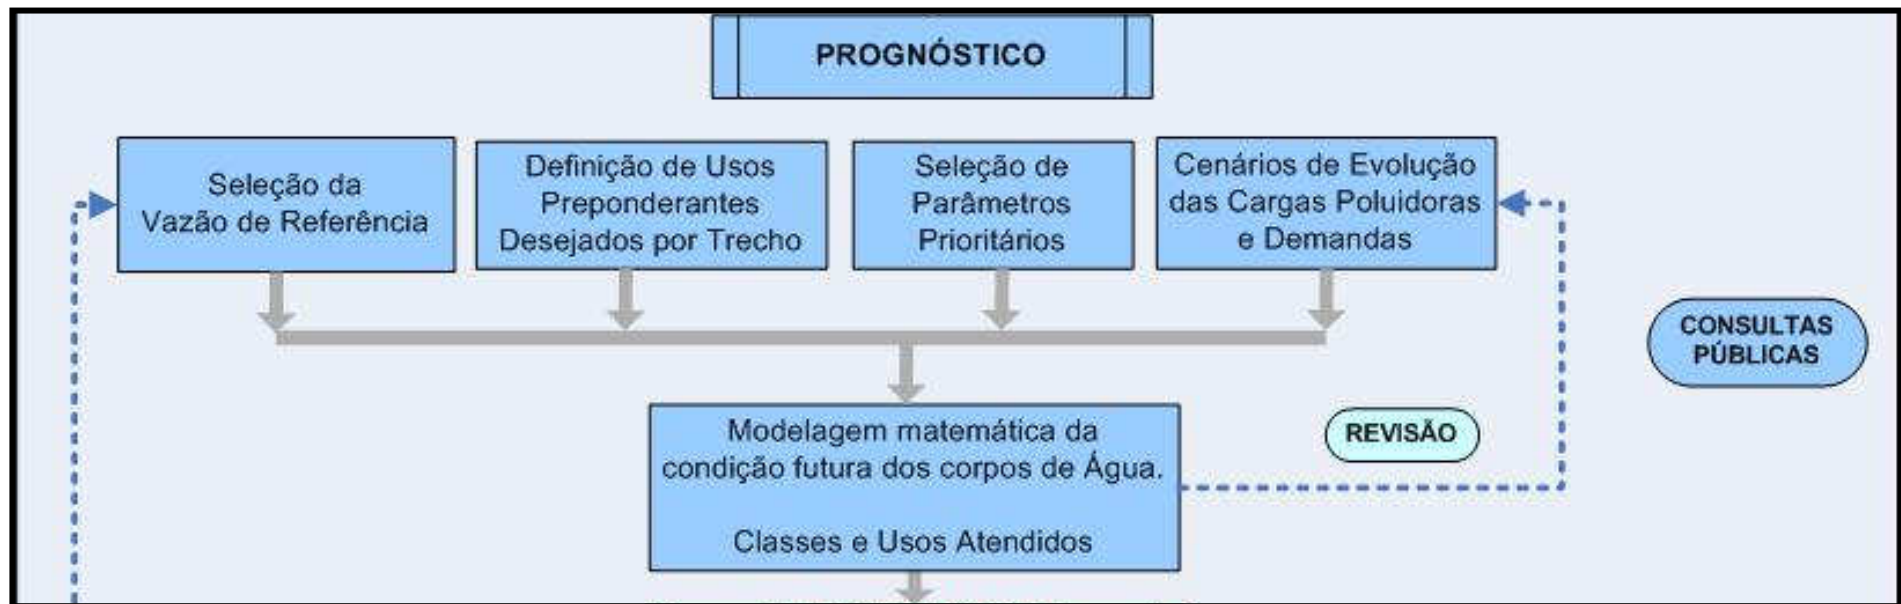 PROGNÓSTICO
Seleção da
Vazão de Referência
Definição de Usos
Preponderantes
Desejados por Trecho
Seleção de
Parâmetros
Prioritários
Cenários de Evolução
das Cargas Poluidoras
e Demandas
CONSULTAS
PÚBLICAS
REVISÃO
Modelagem matemática da
condição futura dos corpos de Água.
Classes e Usos Atendidos